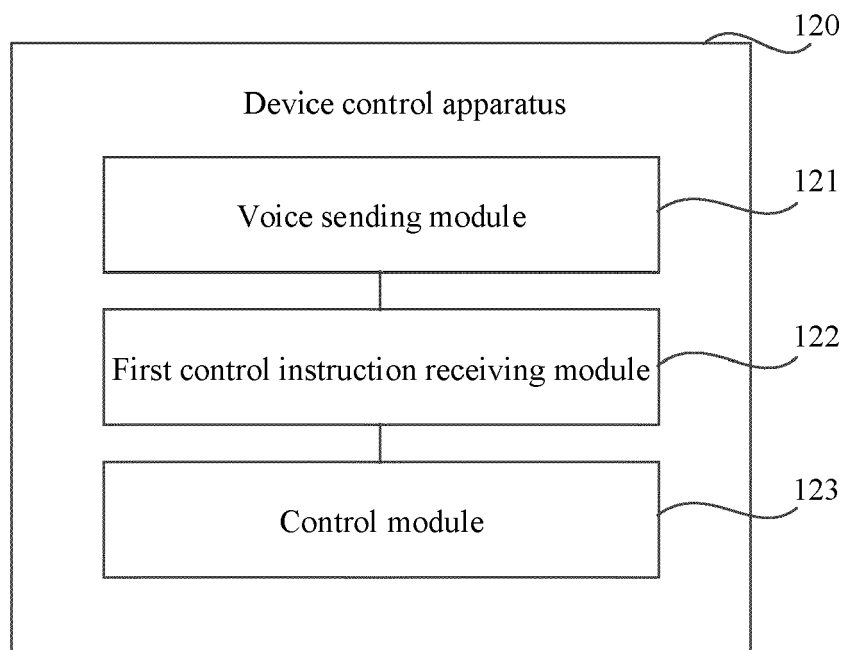 120
Device control apparatus
121
Voice sending module
122
First control instruction receiving module
123
Control module